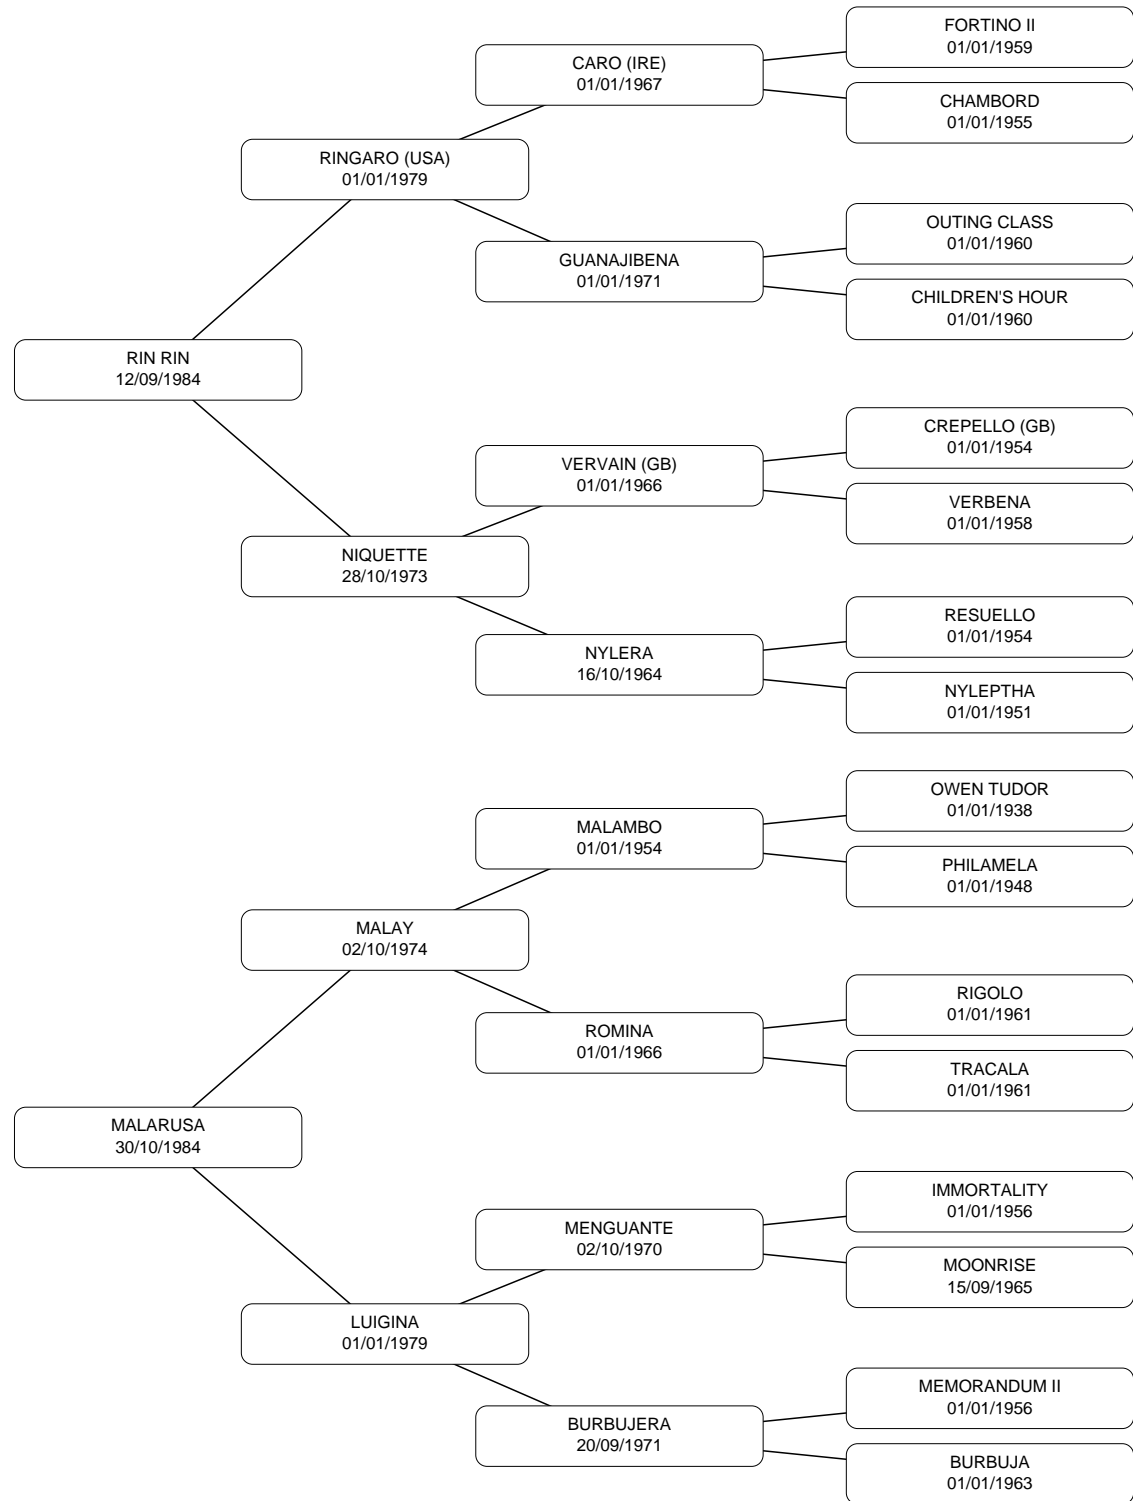 FORTINO II
01/01/1959
CARO (IRE)
01/01/1967
CHAMBORD
01/01/1955
RINGARO (USA)
01/01/1979
OUTING CLASS
01/01/1960
GUANAJIBENA
01/01/1971
CHILDREN'S HOUR
01/01/1960
RIN RIN
12/09/1984
CREPELLO (GB)
01/01/1954
VERVAIN (GB)
01/01/1966
VERBENA
01/01/1958
NIQUETTE
28/10/1973
RESUELLO
01/01/1954
NYLERA
16/10/1964
NYLEPTHA
01/01/1951
OWEN TUDOR
01/01/1938
MALAMBO
01/01/1954
PHILAMELA
01/01/1948
MALAY
02/10/1974
RIGOLO
01/01/1961
ROMINA
01/01/1966
TRACALA
01/01/1961
MALARUSA
30/10/1984
IMMORTALITY
01/01/1956
MENGUANTE
02/10/1970
MOONRISE
15/09/1965
LUIGINA
01/01/1979
MEMORANDUM II
01/01/1956
BURBUJERA
20/09/1971
BURBUJA
01/01/1963